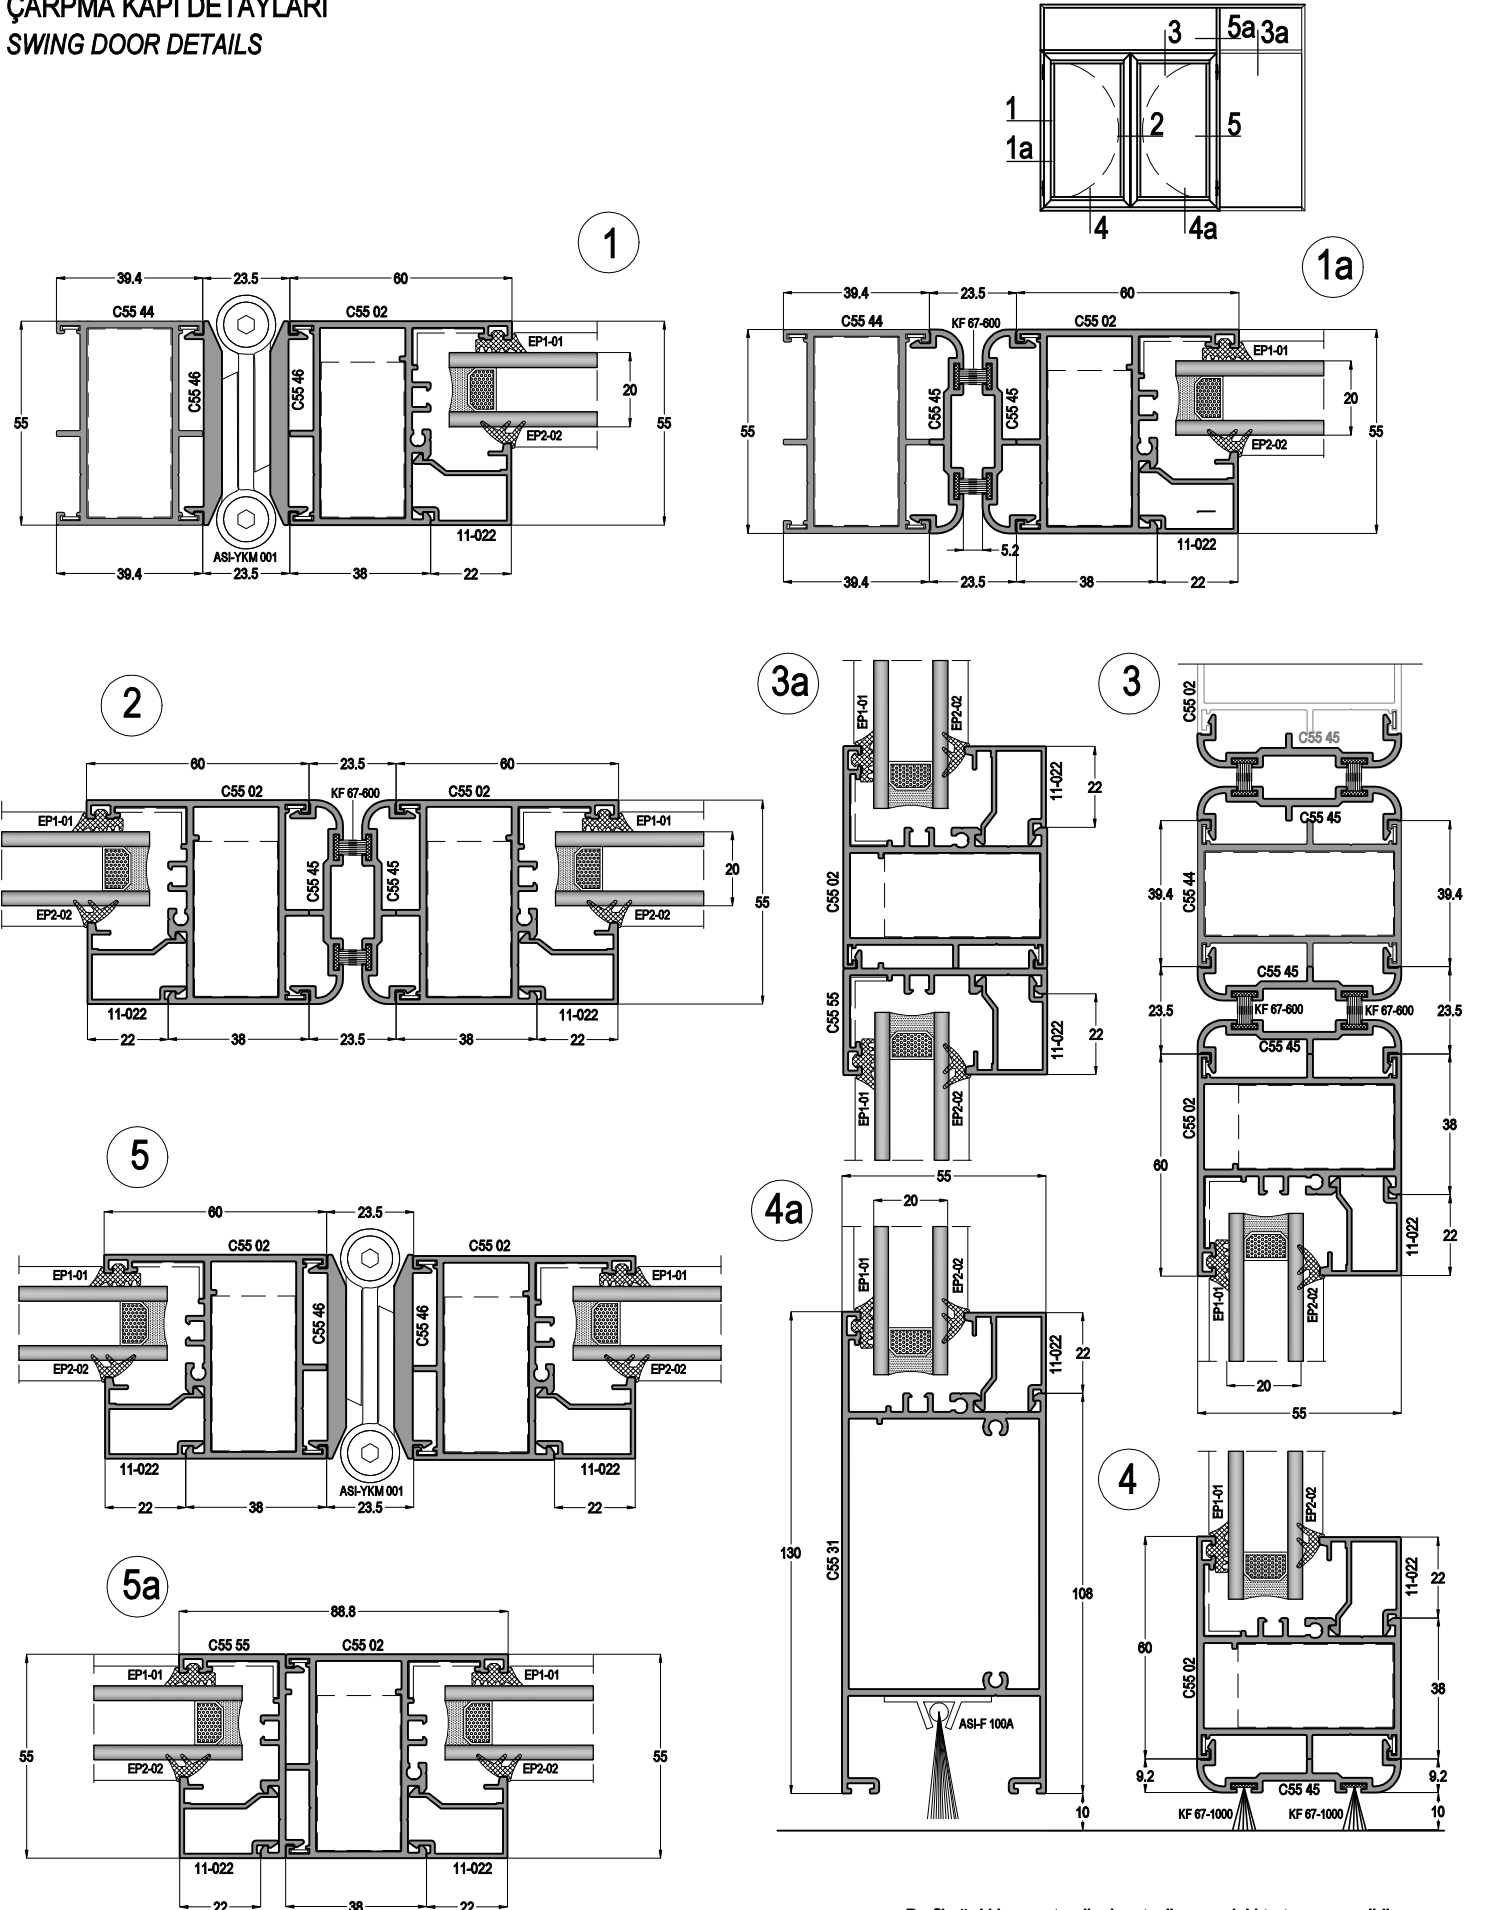 ÇARPMA KAPI DETAYLARI
SWING DOOR DETAILS
3
5a
3a
1
2
5
1a
4
4a
1
39.4 23.5 60
C55 44
C55 02
EP1-01
C55 46
C55 46
55
20
55
EP2-02
11-022
ASI-YKM 001
39.4 23.5 38 22
1a
39.4 23.5 60
C55 44
KF 67-600
C55 02
EP1-01
C55 45
C55 45
55
20
55
EP2-02
11-022
5.2
39.4 23.5 38 22
2
60 23.5 60
C55 02
KF 67-600
C55 02
EP1-01
EP1-01
C55 45
C55 45
20
55
EP2-02
EP2-02
11-022
11-022
22 38 23.5 38 22
3a
EP1-01
EP2-02
11-022
22
C55 02
C55 55
11-022
22
EP1-01
EP2-02
3
C55 02
C55 45
C55 45
39.4
C55 44
39.4
C55 45
23.5
KF 67-600
KF 67-600
23.5
C55 45
C55 02
38
60
11-022
22
EP1-01
EP2-02
20
55
5
60 23.5
C55 02
C55 02
EP1-01
EP1-01
C55 46
C55 46
EP2-02
EP2-02
11-022
11-022
ASI-YKM 001
22 38 23.5 22
4a
55
20
EP1-01
EP2-02
11-022
22
130
C55 31
108
ASI-F 100A
10
4
EP1-01
EP2-02
11-022
22
60
C55 02
38
9.2
C55 45
9.2
KF 67-1000
KF 67-1000
10
5a
88.8
C55 55
C55 02
EP1-01
EP1-01
55
55
EP2-02
EP2-02
11-022
11-022
22 38 22